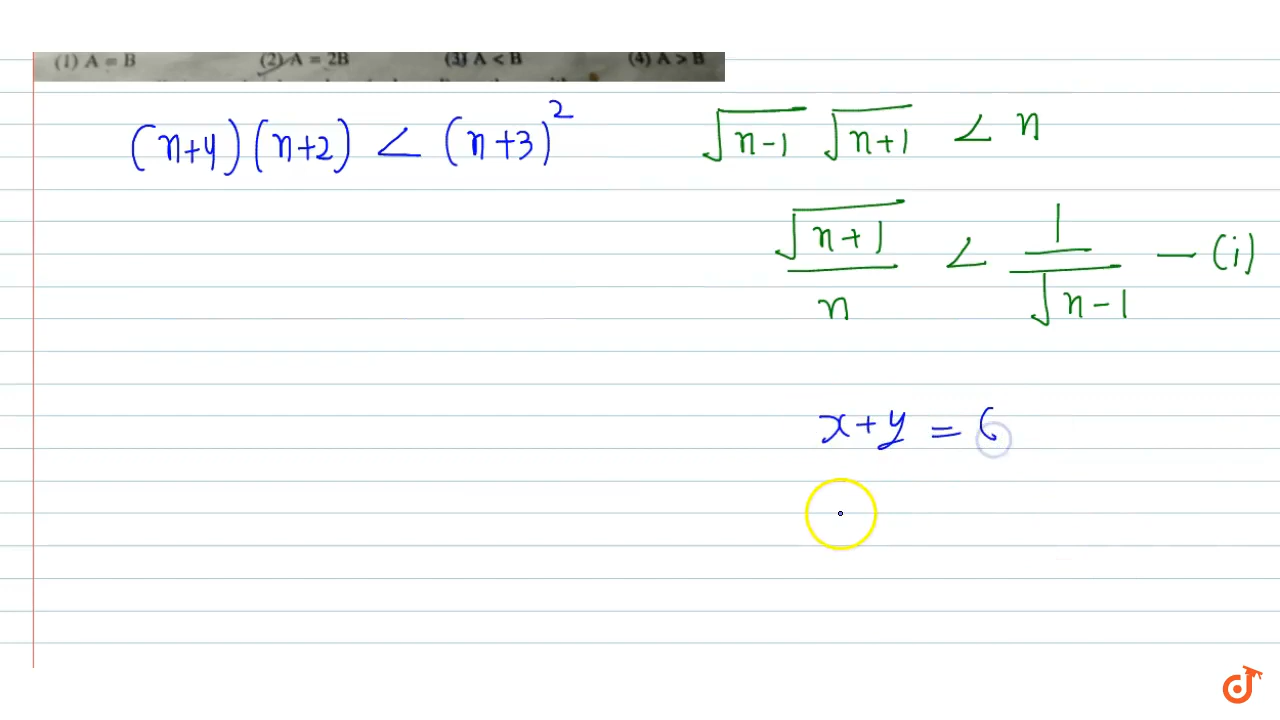 (1) A = B (2) A = 2B (3) A < B (4) A > B
(n+4)(n+2) < (n+3)²
√n-1 √n+1 < n
√n+1/n < 1/√n-1 — (i)
x+y = 6